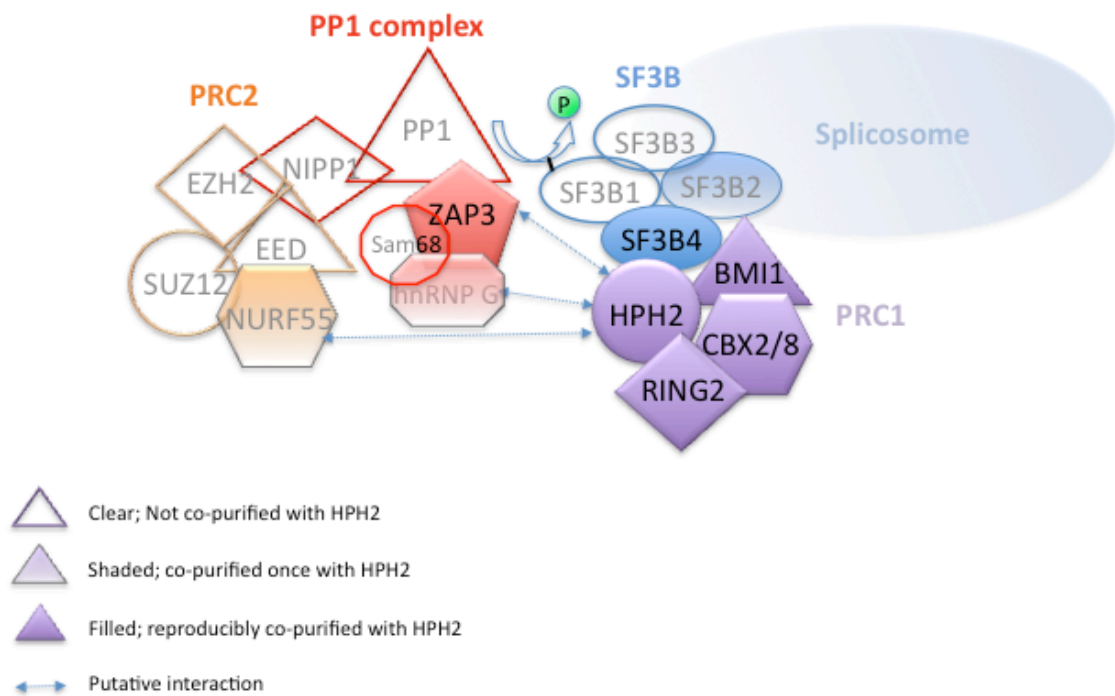 PP1 complex
SF3B
PRC2
P
PP1
SF3B3
Splicosome
EZH2
NIPP1
SF3B1
SF3B2
ZAP3
Sam68
SF3B4
EED
BMI1
SUZ12
hnRNP G
NURF55
HPH2
PRC1
CBX2/8
RING2
Clear; Not co-purified with HPH2
Shaded; co-purified once with HPH2
Filled; reproducibly co-purified with HPH2
Putative interaction